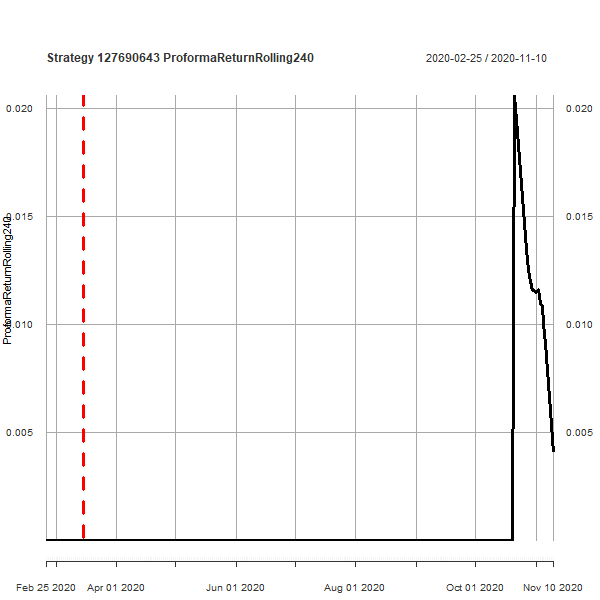 Strategy 127690643 ProformaReturnRolling240
2020-02-25 / 2020-11-10
0.020
0.020
0.015
0.015
ProformaReturnRolling240
0.010
0.010
0.005
0.005
Feb 25 2020
Apr 01 2020
Jun 01 2020
Aug 01 2020
Oct 01 2020
Nov 10 2020